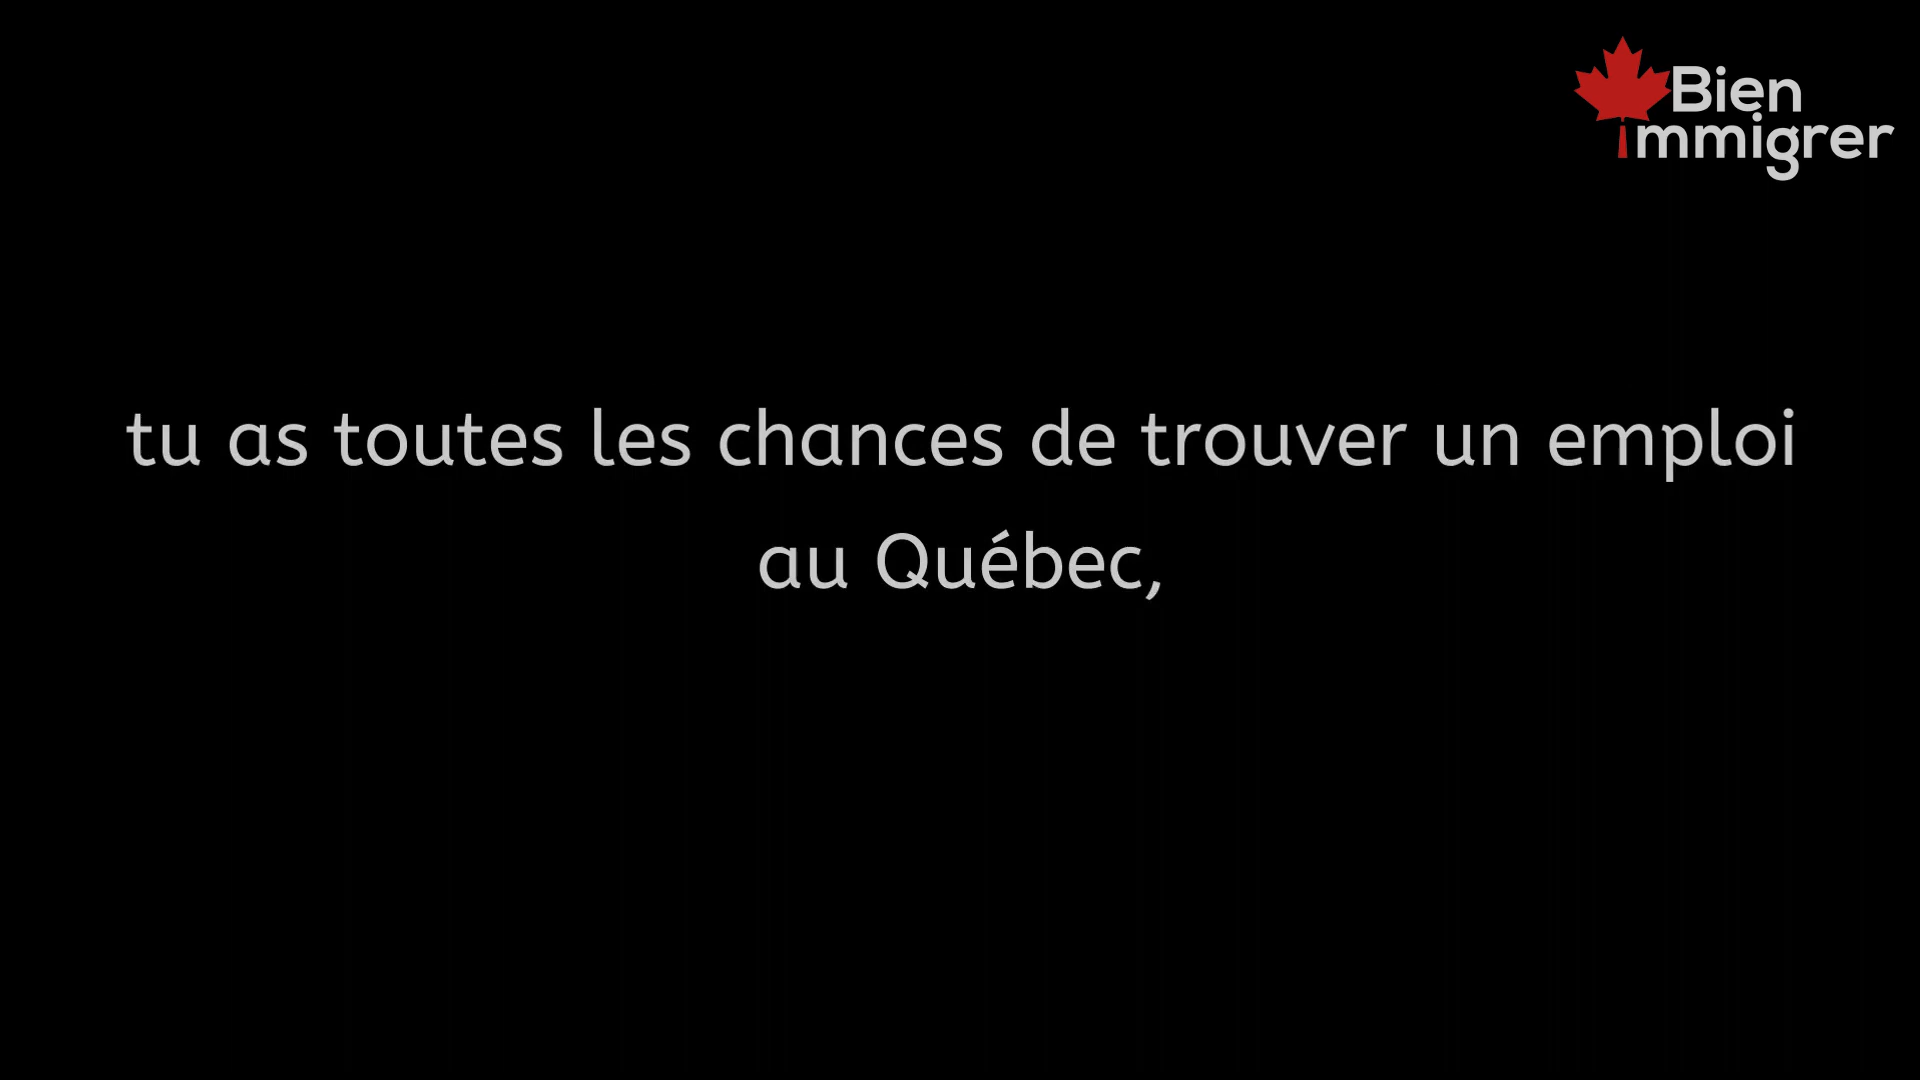 Bien
immigrer
tu as toutes les chances de trouver un emploi
au Québec,